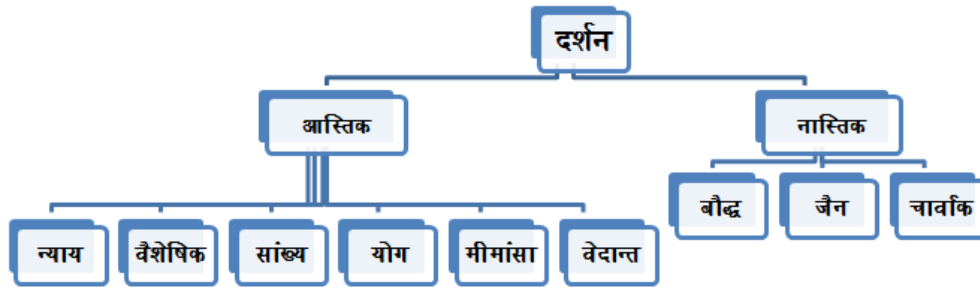 दर्शन
आस्तिक
नास्तिक
बौद्ध
जैन
चार्वाक
न्याय
वैशेषिक
सांख्य
योग
मीमांसा
वेदान्त